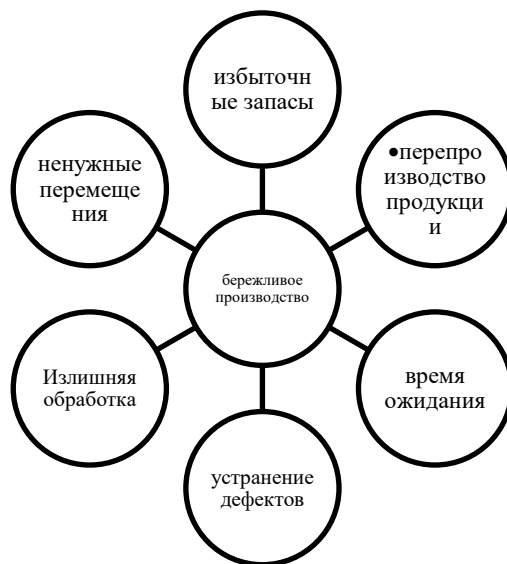 избыточн
ые запасы
ненужные
перемеще
ния
•перепро
изводство
продукци
и
бережливое
производство
Излишняя
обработка
время
ожидания
устранение
дефектов